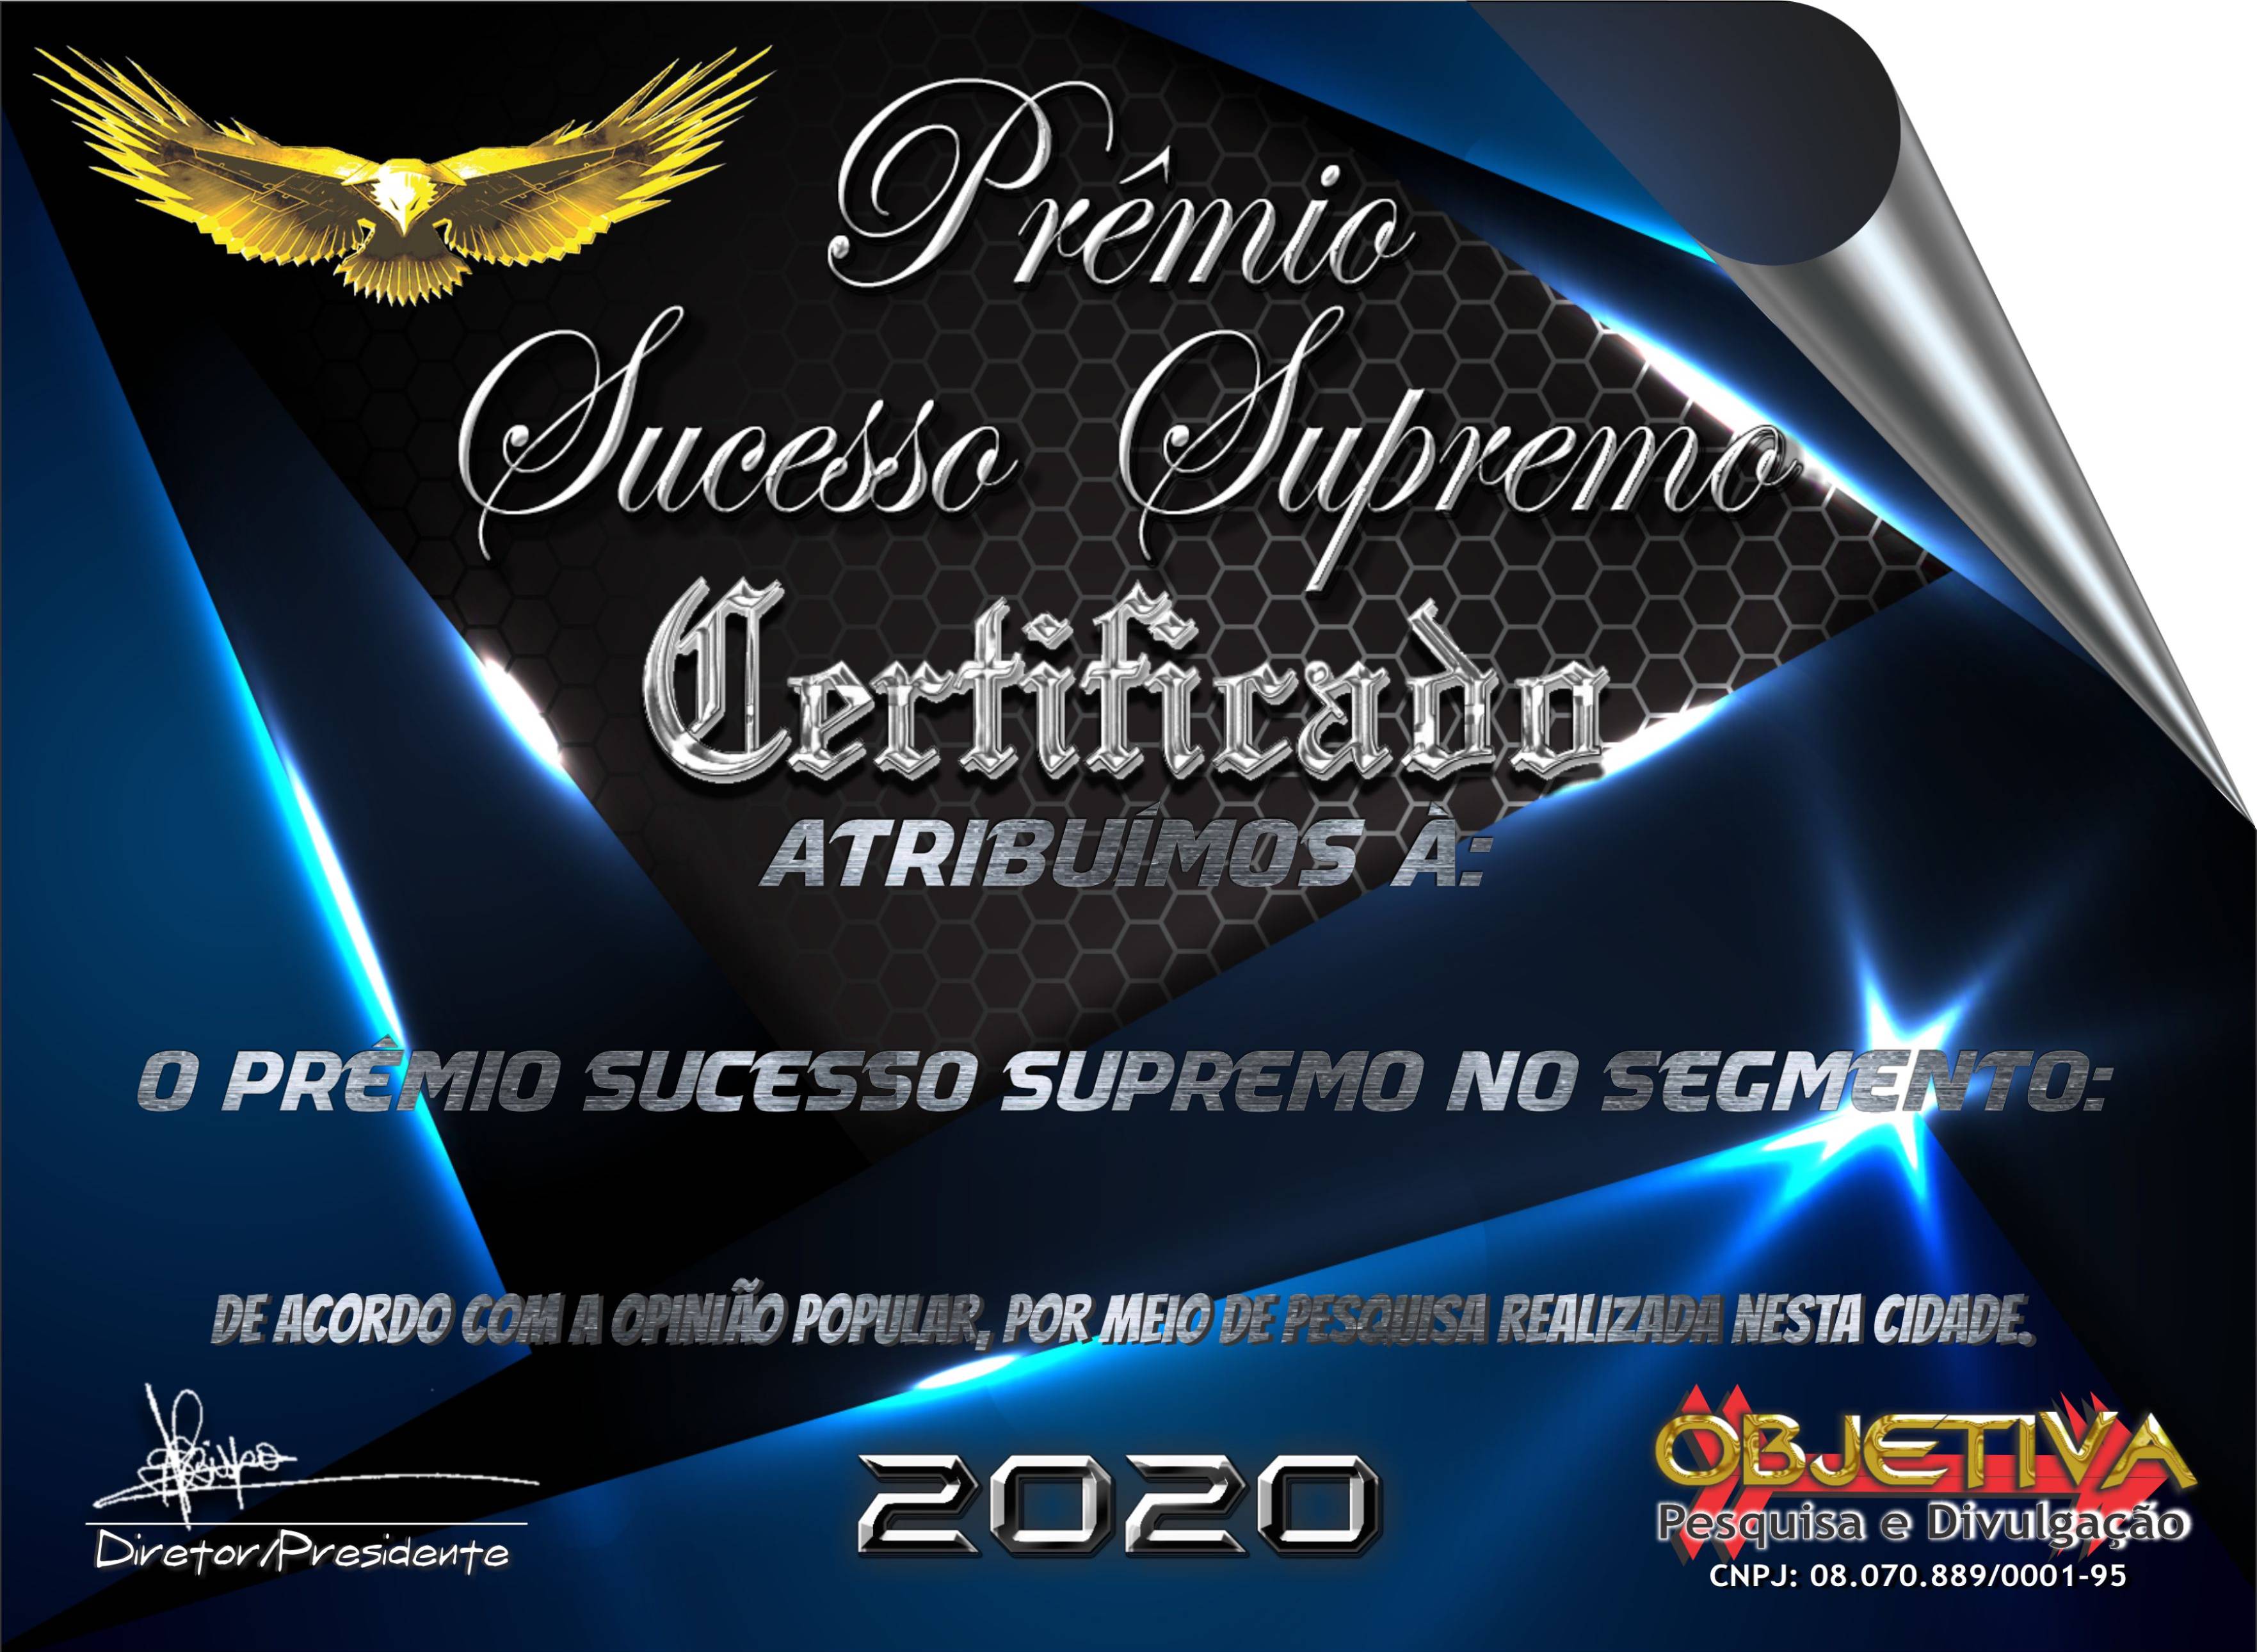 Prêmio
Sucesso Supremo
Certificado
ATRIBUÍMOS À:
O PRÊMIO SUCESSO SUPREMO NO SEGMENTO:
DE ACORDO COM A OPINIÃO POPULAR, POR MEIO DE PESQUISA REALIZADA NESTA CIDADE.
Diretor/Presidente
2020
OBJETIVA
Pesquisa e Divulgação
CNPJ: 08.070.889/0001-95